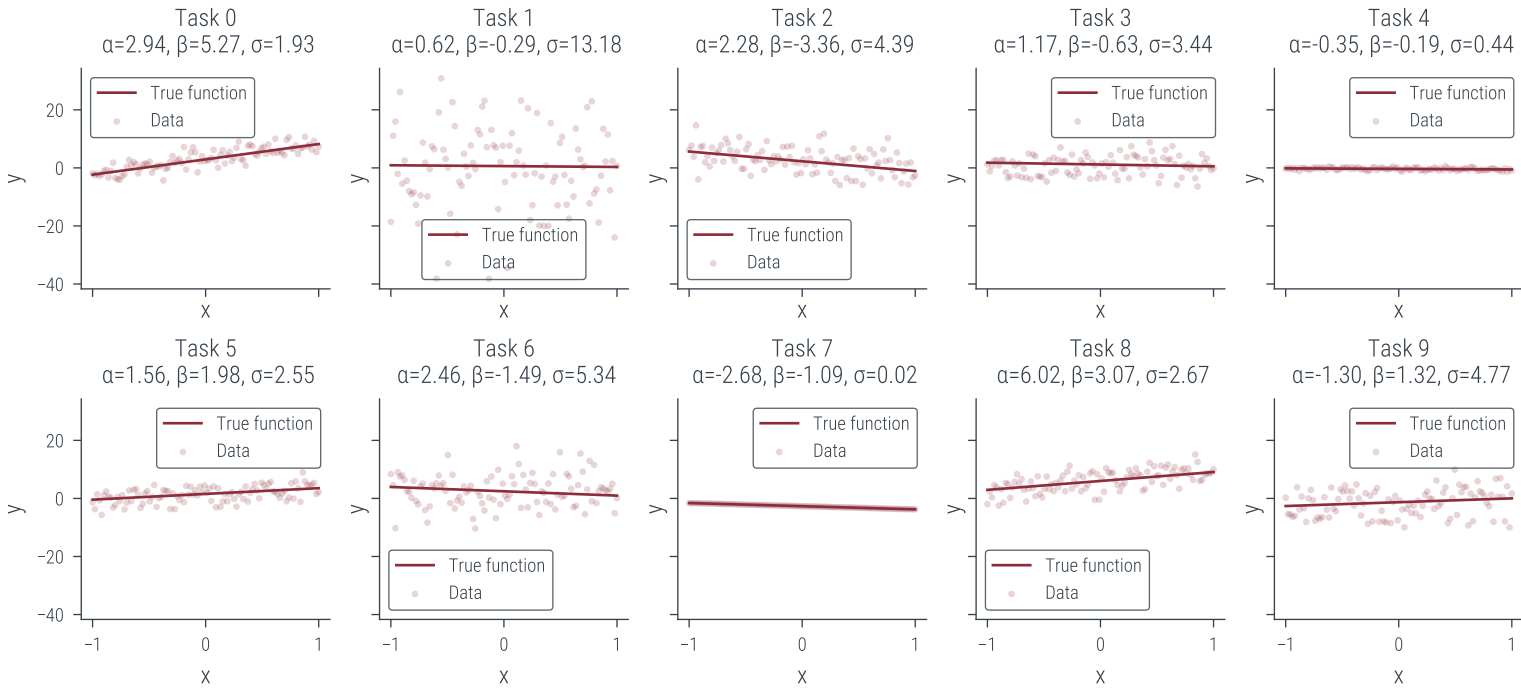 Task 0
α=2.94, β=5.27, σ=1.93
Task 1
α=0.62, β=-0.29, σ=13.18
Task 2
α=2.28, β=-3.36, σ=4.39
Task 3
α=1.17, β=-0.63, σ=3.44
Task 4
α=-0.35, β=-0.19, σ=0.44
True function
Data
True function
Data
True function
Data
True function
Data
True function
Data
20
0
−20
−40
y
y
y
y
y
x
x
x
x
x
Task 5
α=1.56, β=1.98, σ=2.55
Task 6
α=2.46, β=-1.49, σ=5.34
Task 7
α=-2.68, β=-1.09, σ=0.02
Task 8
α=6.02, β=3.07, σ=2.67
Task 9
α=-1.30, β=1.32, σ=4.77
True function
Data
True function
Data
True function
Data
True function
Data
True function
Data
20
0
−20
−40
y
y
y
y
y
−1 0 1
−1 0 1
−1 0 1
−1 0 1
−1 0 1
x
x
x
x
x